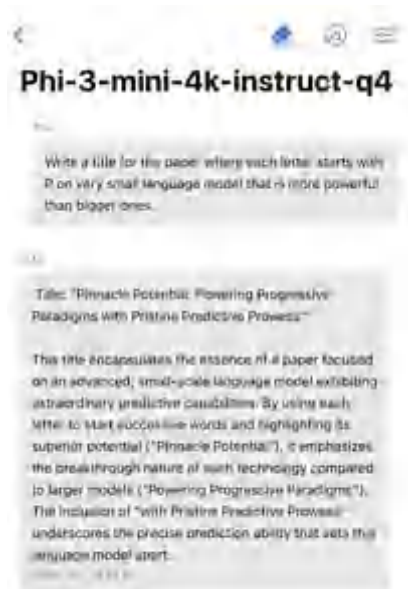 Phi-3-mini-4k-instruct-q4
Write a title for the paper where each letter starts with
P on very small language model that is more powerful
than bigger ones.
Title: "Pinnacle Potential: Powering Progressive
Paradigms with Pristine Predictive Prowess"
This title encapsulates the essence of a paper focused
on an advanced, small-scale language model exhibiting
extraordinary predictive capabilities. By using each
letter to start successive words and highlighting its
superior potential ("Pinnacle Potential"), it emphasizes
the breakthrough nature of such technology compared
to larger models ("Powering Progressive Paradigms").
The inclusion of "with Pristine Predictive Prowess"
underscores the precise prediction ability that sets this
language model apart.